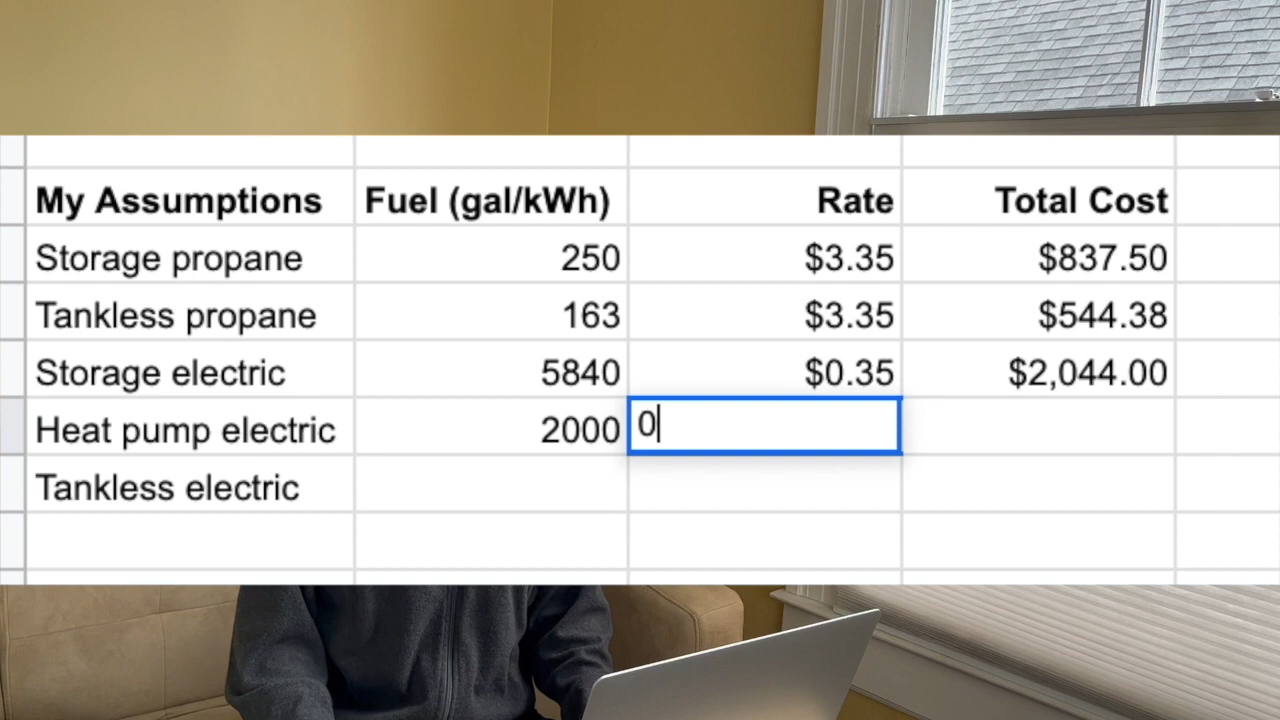 My Assumptions Fuel (gal/kWh) Rate Total Cost
Storage propane 250 $3.35 $837.50
Tankless propane 163 $3.35 $544.38
Storage electric 5840 $0.35 $2,044.00
Heat pump electric 2000 0
Tankless electric